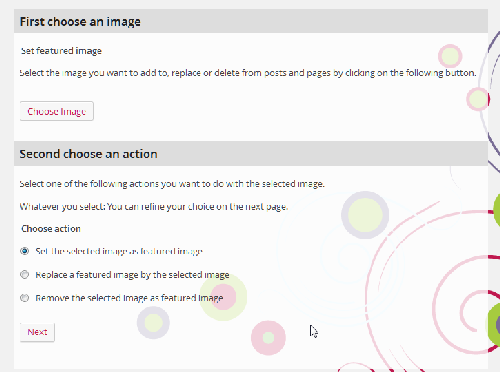 First choose an image
Set featured image
Select the image you want to add to, replace or delete from posts and pages by clicking on the following button.
Choose Image
Second choose an action
Select one of the following actions you want to do with the selected image.
Whatever you select: You can refine your choice on the next page.
Choose action
Set the selected image as featured image
Replace a featured image by the selected image
Remove the selected image as featured image
Next